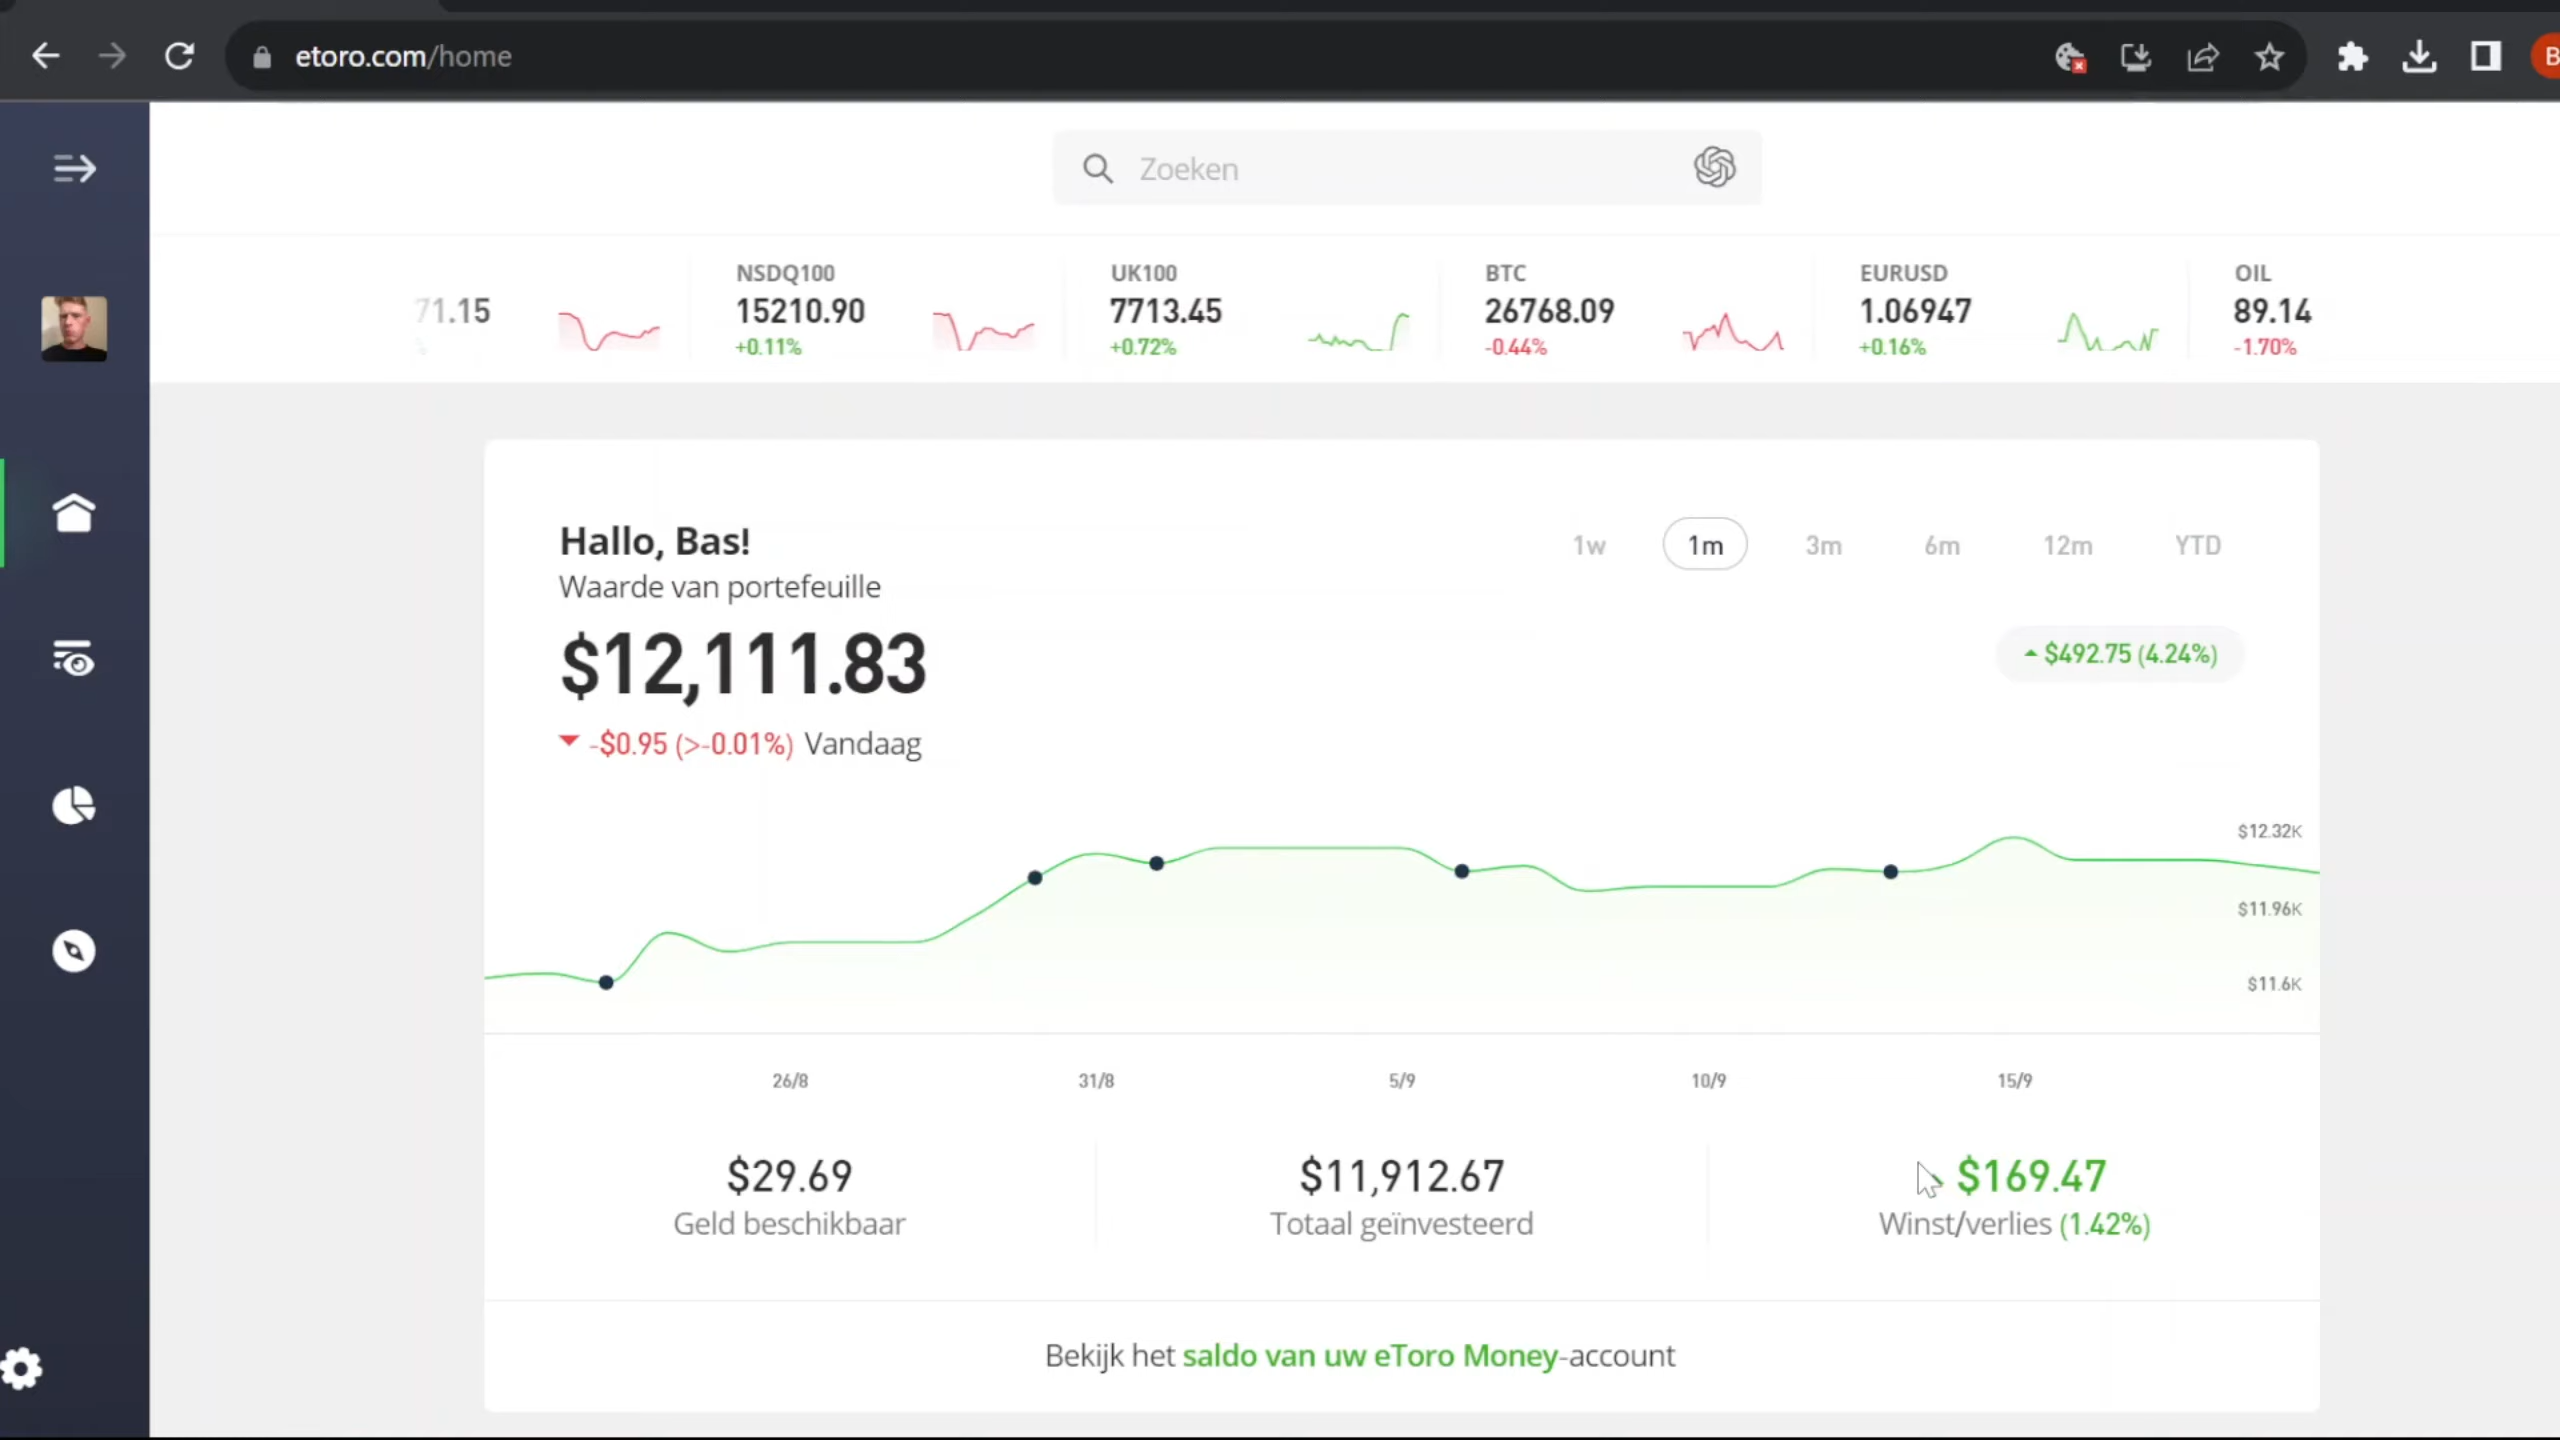 etoro.com/home
B
Zoeken
71.15
%
NSDQ100
15210.90
+0.11%
UK100
7713.45
+0.72%
BTC
26768.09
-0.44%
EURUSD
1.06947
+0.16%
OIL
89.14
-1.70%
Hallo, Bas!
Waarde van portefeuille
$12,111.83
-$0.95 (>-0.01%) Vandaag
1w 1m 3m 6m 12m YTD
$492.75 (4.24%)
$12.32K
$11.96K
$11.6K
26/8 31/8 5/9 10/9 15/9
$29.69
Geld beschikbaar
$11,912.67
Totaal geïnvesteerd
$169.47
Winst/verlies (1.42%)
Bekijk het saldo van uw eToro Money-account